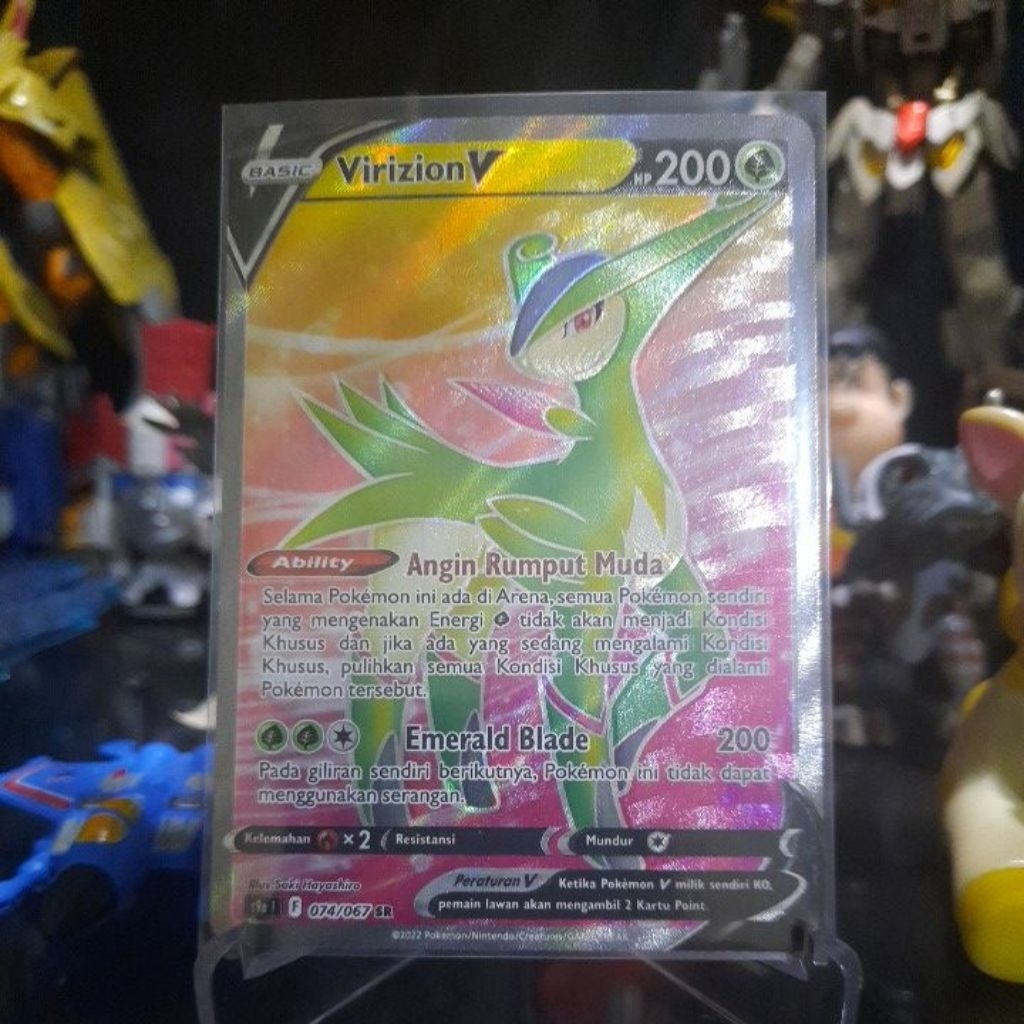 BASIC Virizion V HP 200
Ability Angin Rumput Muda
Selama Pokémon ini ada di Arena, semua Pokémon sendiri
yang mengenakan Energi tidak akan menjadi Kondisi
Khusus dan jika ada yang sedang mengalami Kondisi
Khusus, pulihkan semua Kondisi Khusus yang dialami
Pokémon tersebut.
Emerald Blade 200
Pada giliran sendiri berikutnya, Pokémon ini tidak dapat
menggunakan serangan.
Kelemahan ×2 Resistansi Mundur
Illus. Saki Hayashiro
Peraturan V Ketika Pokémon V milik sendiri KO,
pemain lawan akan mengambil 2 Kartu Point.
F 074/067 SR
©2022 Pokémon/Nintendo/Creatures/